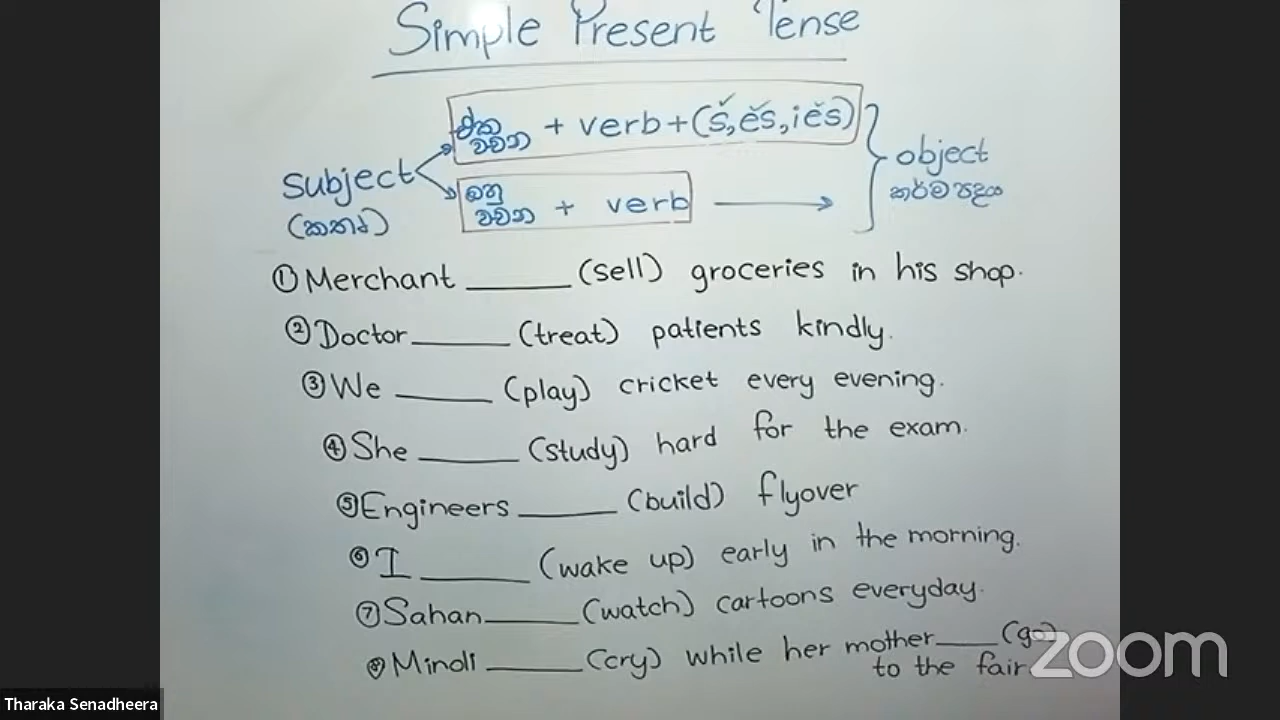 Simple Present Tense
ඒක වචන + verb + (s, es, ies)
subject
(කතෘ)
object
කර්ම පදය
බහු වචන + verb
① Merchant ______ (sell) groceries in his shop.
② Doctor ______ (treat) patients kindly.
③ We ______ (play) cricket every evening.
④ She ______ (study) hard for the exam.
⑤ Engineers ______ (build) flyover
⑥ I ______ (wake up) early in the morning.
⑦ Sahan ______ (watch) cartoons everyday.
⑧ Minoli ______ (cry) while her mother ____ (go)
to the fair
zoom
Tharaka Senadheera